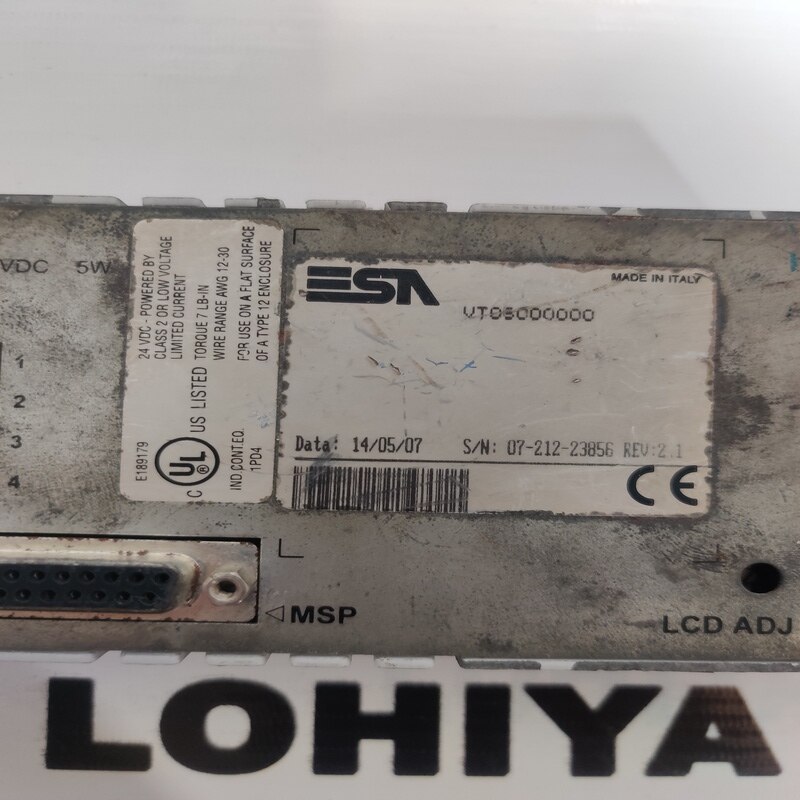 VDC 5W
1
2
3
4
24 VDC - POWERED BY
CLASS 2 OR LOW VOLTAGE
LIMITED CURRENT
TORQUE 7 LB-IN
WIRE RANGE AWG 12-30
FOR USE ON A FLAT SURFACE
OF A TYPE 12 ENCLOSURE
E189179
C UL ® US LISTED
IND.CONT.EQ.
1PD4
ESA
MADE IN ITALY
VT06000000
Data: 14/05/07 S/N: 07-212-23856 REV:2.1
CE
MSP
LCD ADJ
LOHIYA